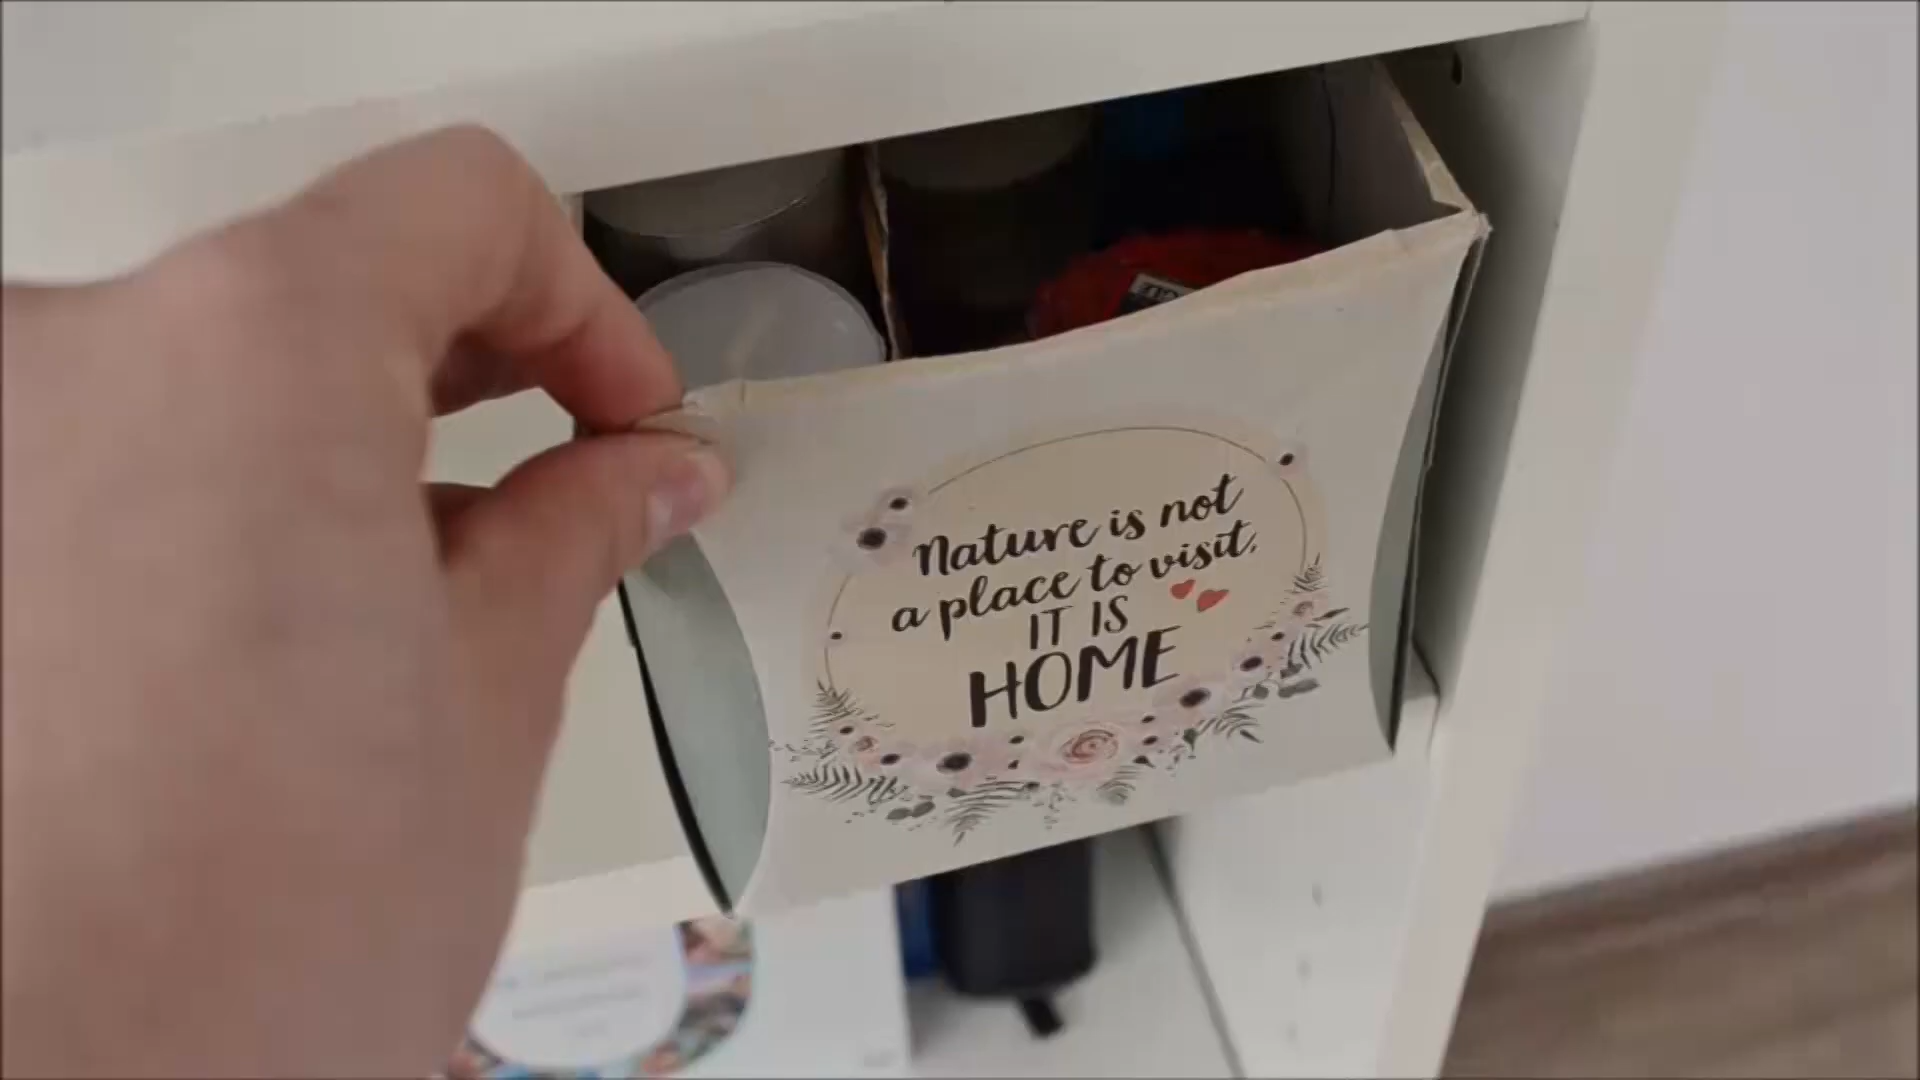 Nature is not
a place to visit,
IT IS
HOME